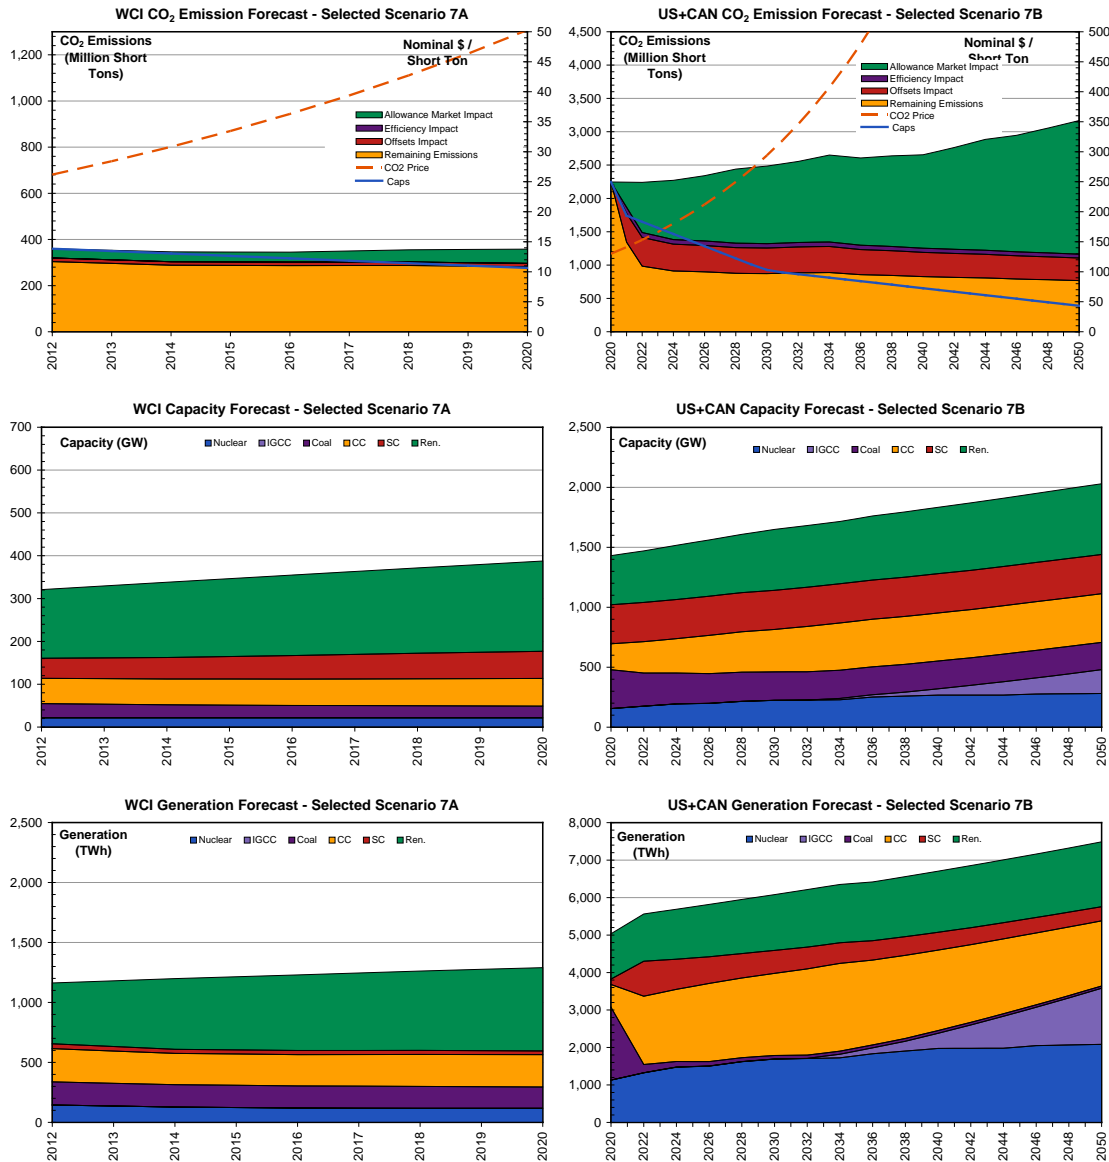 WCI CO2 Emission Forecast - Selected Scenario 7A
CO2 Emissions
(Million Short
Tons)
Nominal $ /
Short Ton
1,200
1,000
800
600
400
200
0
50
45
40
35
30
25
20
15
10
5
0
Allowance Market Impact
Efficiency Impact
Offsets Impact
Remaining Emissions
CO2 Price
Caps
2012 2013 2014 2015 2016 2017 2018 2019 2020
US+CAN CO2 Emission Forecast - Selected Scenario 7B
CO2 Emissions
(Million Short
Tons)
Nominal $ /
Short Ton
4,500
4,000
3,500
3,000
2,500
2,000
1,500
1,000
500
0
500
450
400
350
300
250
200
150
100
50
0
Allowance Market Impact
Efficiency Impact
Offsets Impact
Remaining Emissions
CO2 Price
Caps
2020 2022 2024 2026 2028 2030 2032 2034 2036 2038 2040 2042 2044 2046 2048 2050
WCI Capacity Forecast - Selected Scenario 7A
Capacity (GW)
Nuclear IGCC Coal CC SC Ren.
700
600
500
400
300
200
100
0
2012 2013 2014 2015 2016 2017 2018 2019 2020
US+CAN Capacity Forecast - Selected Scenario 7B
Capacity (GW)
Nuclear IGCC Coal CC SC Ren.
2,500
2,000
1,500
1,000
500
0
2020 2022 2024 2026 2028 2030 2032 2034 2036 2038 2040 2042 2044 2046 2048 2050
WCI Generation Forecast - Selected Scenario 7A
Generation
(TWh)
Nuclear IGCC Coal CC SC Ren.
2,500
2,000
1,500
1,000
500
0
2012 2013 2014 2015 2016 2017 2018 2019 2020
US+CAN Generation Forecast - Selected Scenario 7B
Generation
(TWh)
Nuclear IGCC Coal CC SC Ren.
8,000
7,000
6,000
5,000
4,000
3,000
2,000
1,000
0
2020 2022 2024 2026 2028 2030 2032 2034 2036 2038 2040 2042 2044 2046 2048 2050